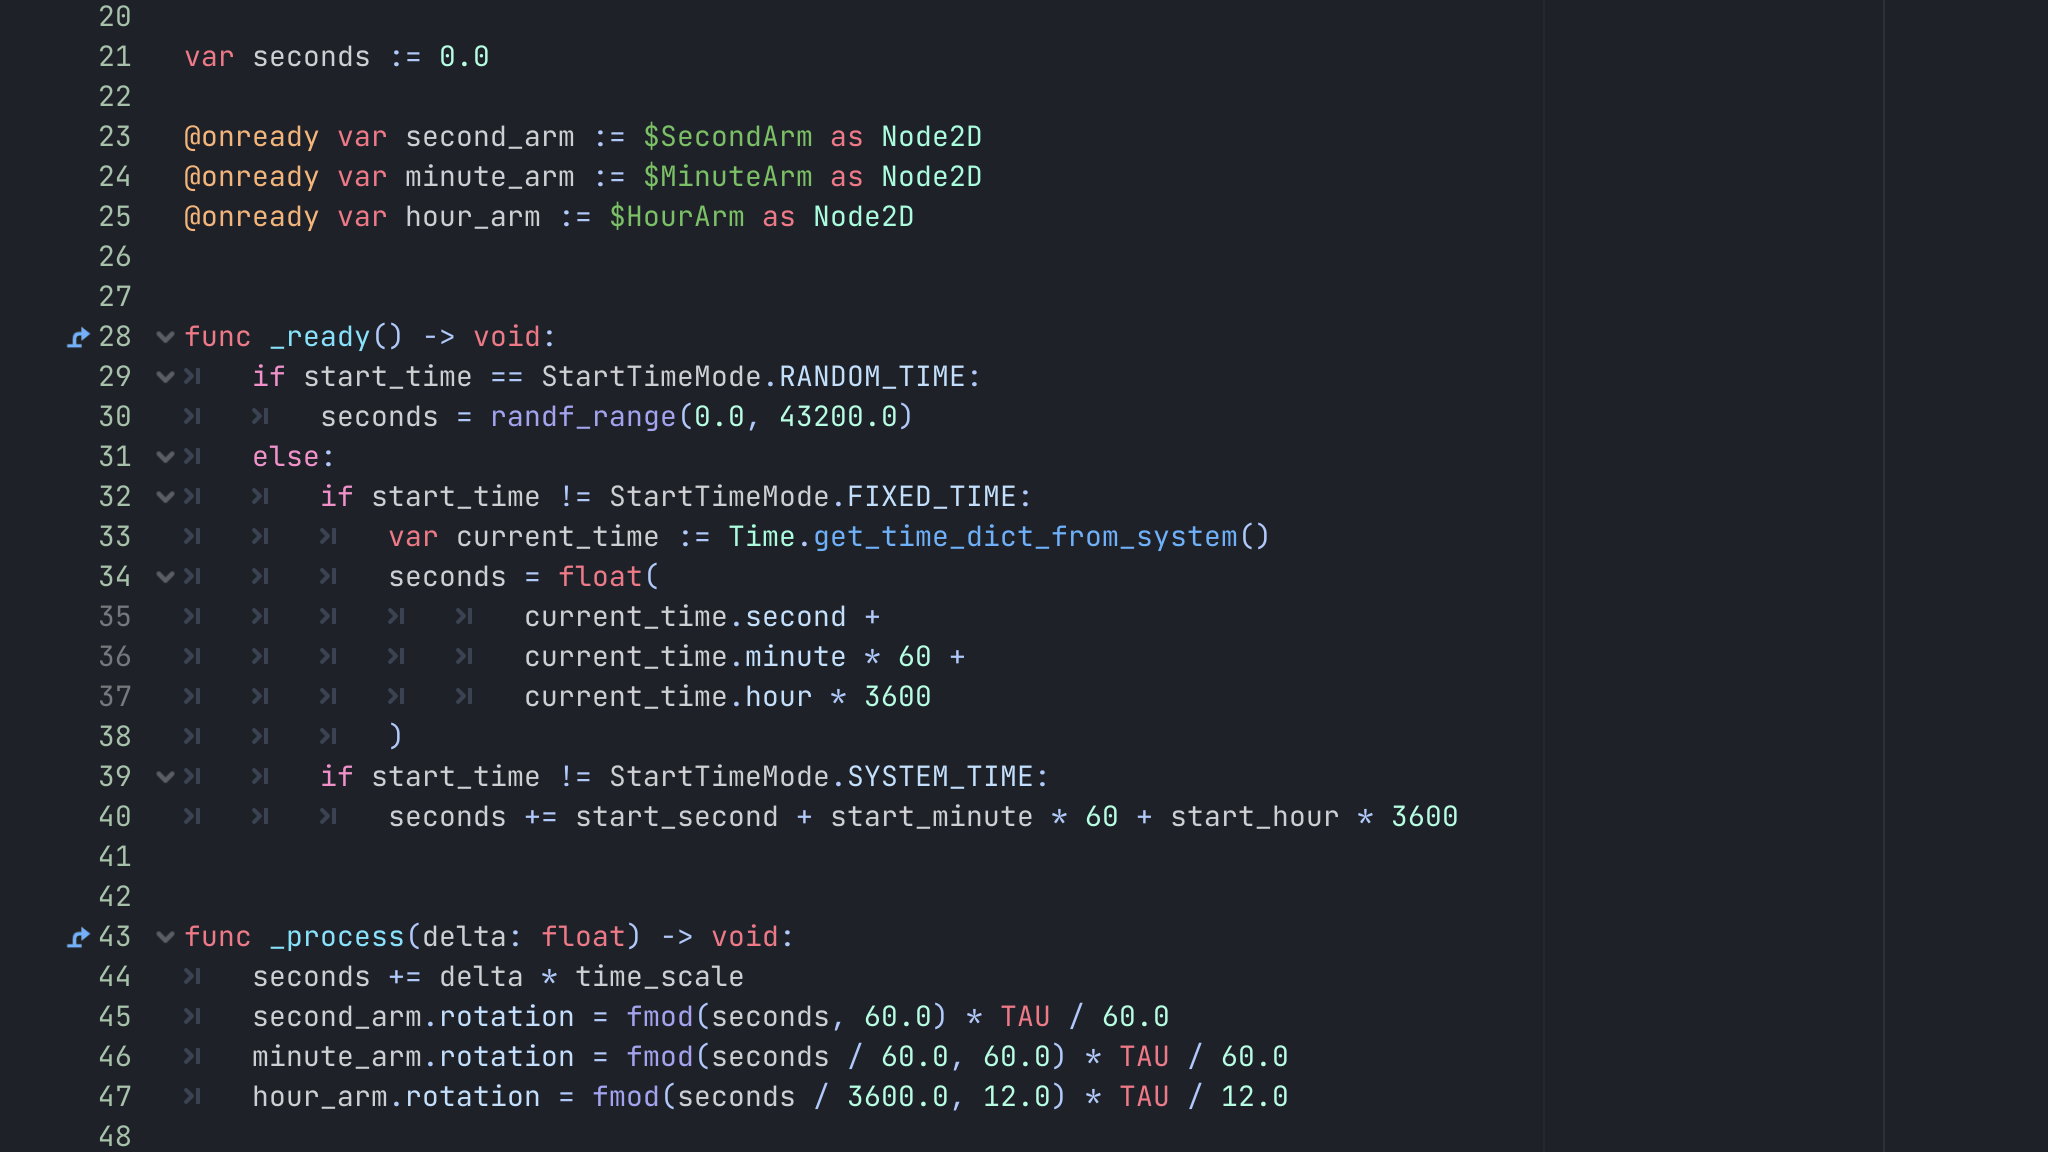 20
21 var seconds := 0.0
22
23 @onready var second_arm := $SecondArm as Node2D
24 @onready var minute_arm := $MinuteArm as Node2D
25 @onready var hour_arm := $HourArm as Node2D
26
27
28 func _ready() -> void:
29 if start_time == StartTimeMode.RANDOM_TIME:
30 seconds = randf_range(0.0, 43200.0)
31 else:
32 if start_time != StartTimeMode.FIXED_TIME:
33 var current_time := Time.get_time_dict_from_system()
34 seconds = float(
35 current_time.second +
36 current_time.minute * 60 +
37 current_time.hour * 3600
38 )
39 if start_time != StartTimeMode.SYSTEM_TIME:
40 seconds += start_second + start_minute * 60 + start_hour * 3600
41
42
43 func _process(delta: float) -> void:
44 seconds += delta * time_scale
45 second_arm.rotation = fmod(seconds, 60.0) * TAU / 60.0
46 minute_arm.rotation = fmod(seconds / 60.0, 60.0) * TAU / 60.0
47 hour_arm.rotation = fmod(seconds / 3600.0, 12.0) * TAU / 12.0
48